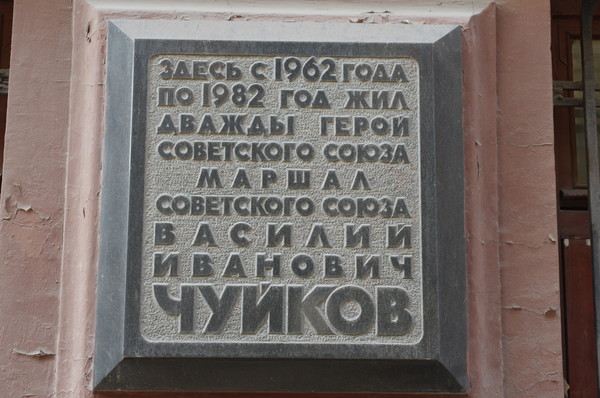 ЗДЕСЬ С 1962 ГОДА
ПО 1982 ГОД ЖИЛ
ДВАЖДЫ ГЕРОЙ
СОВЕТСКОГО СОЮЗА
МАРШАЛ
СОВЕТСКОГО СОЮЗА
ВАСИЛИЙ
ИВАНОВИЧ
ЧУЙКОВ